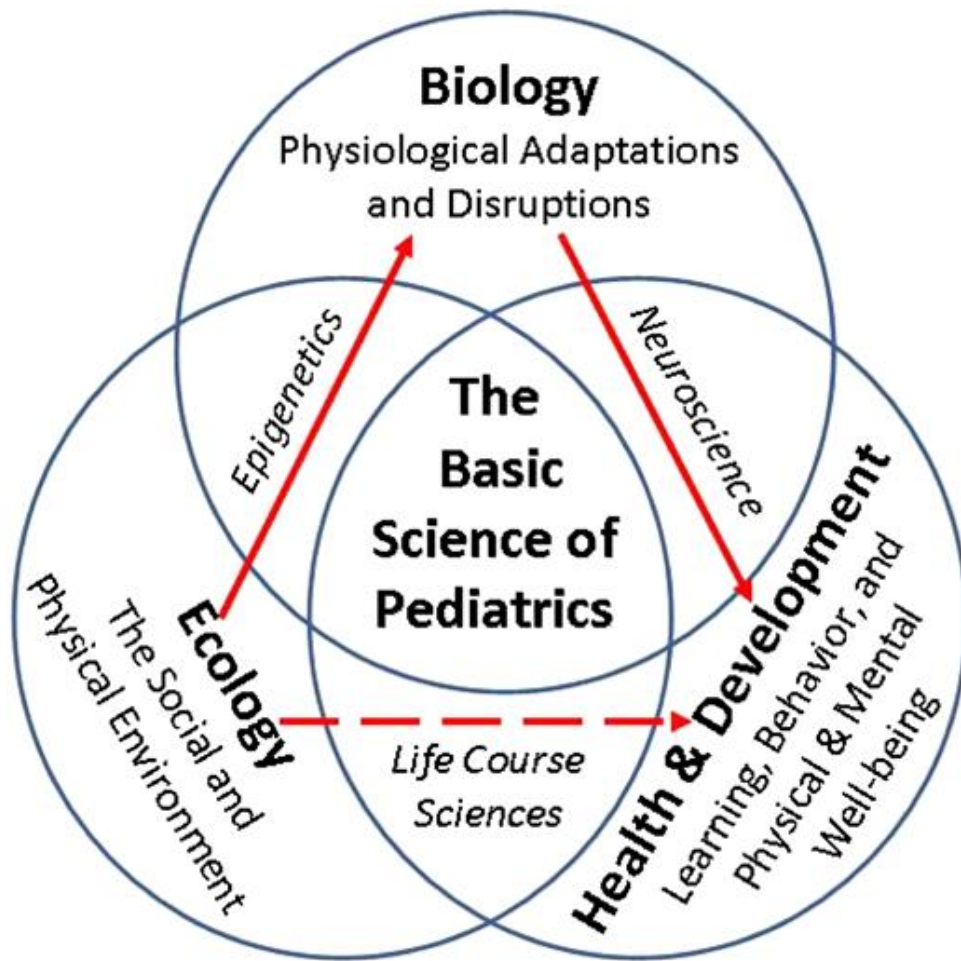 Biology
Physiological Adaptations
and Disruptions
Epigenetics
Neuroscience
The
Basic
Science of
Pediatrics
Ecology
The Social and
Physical Environment
Life Course
Sciences
Health & Development
Learning, Behavior, and
Physical & Mental
Well-being